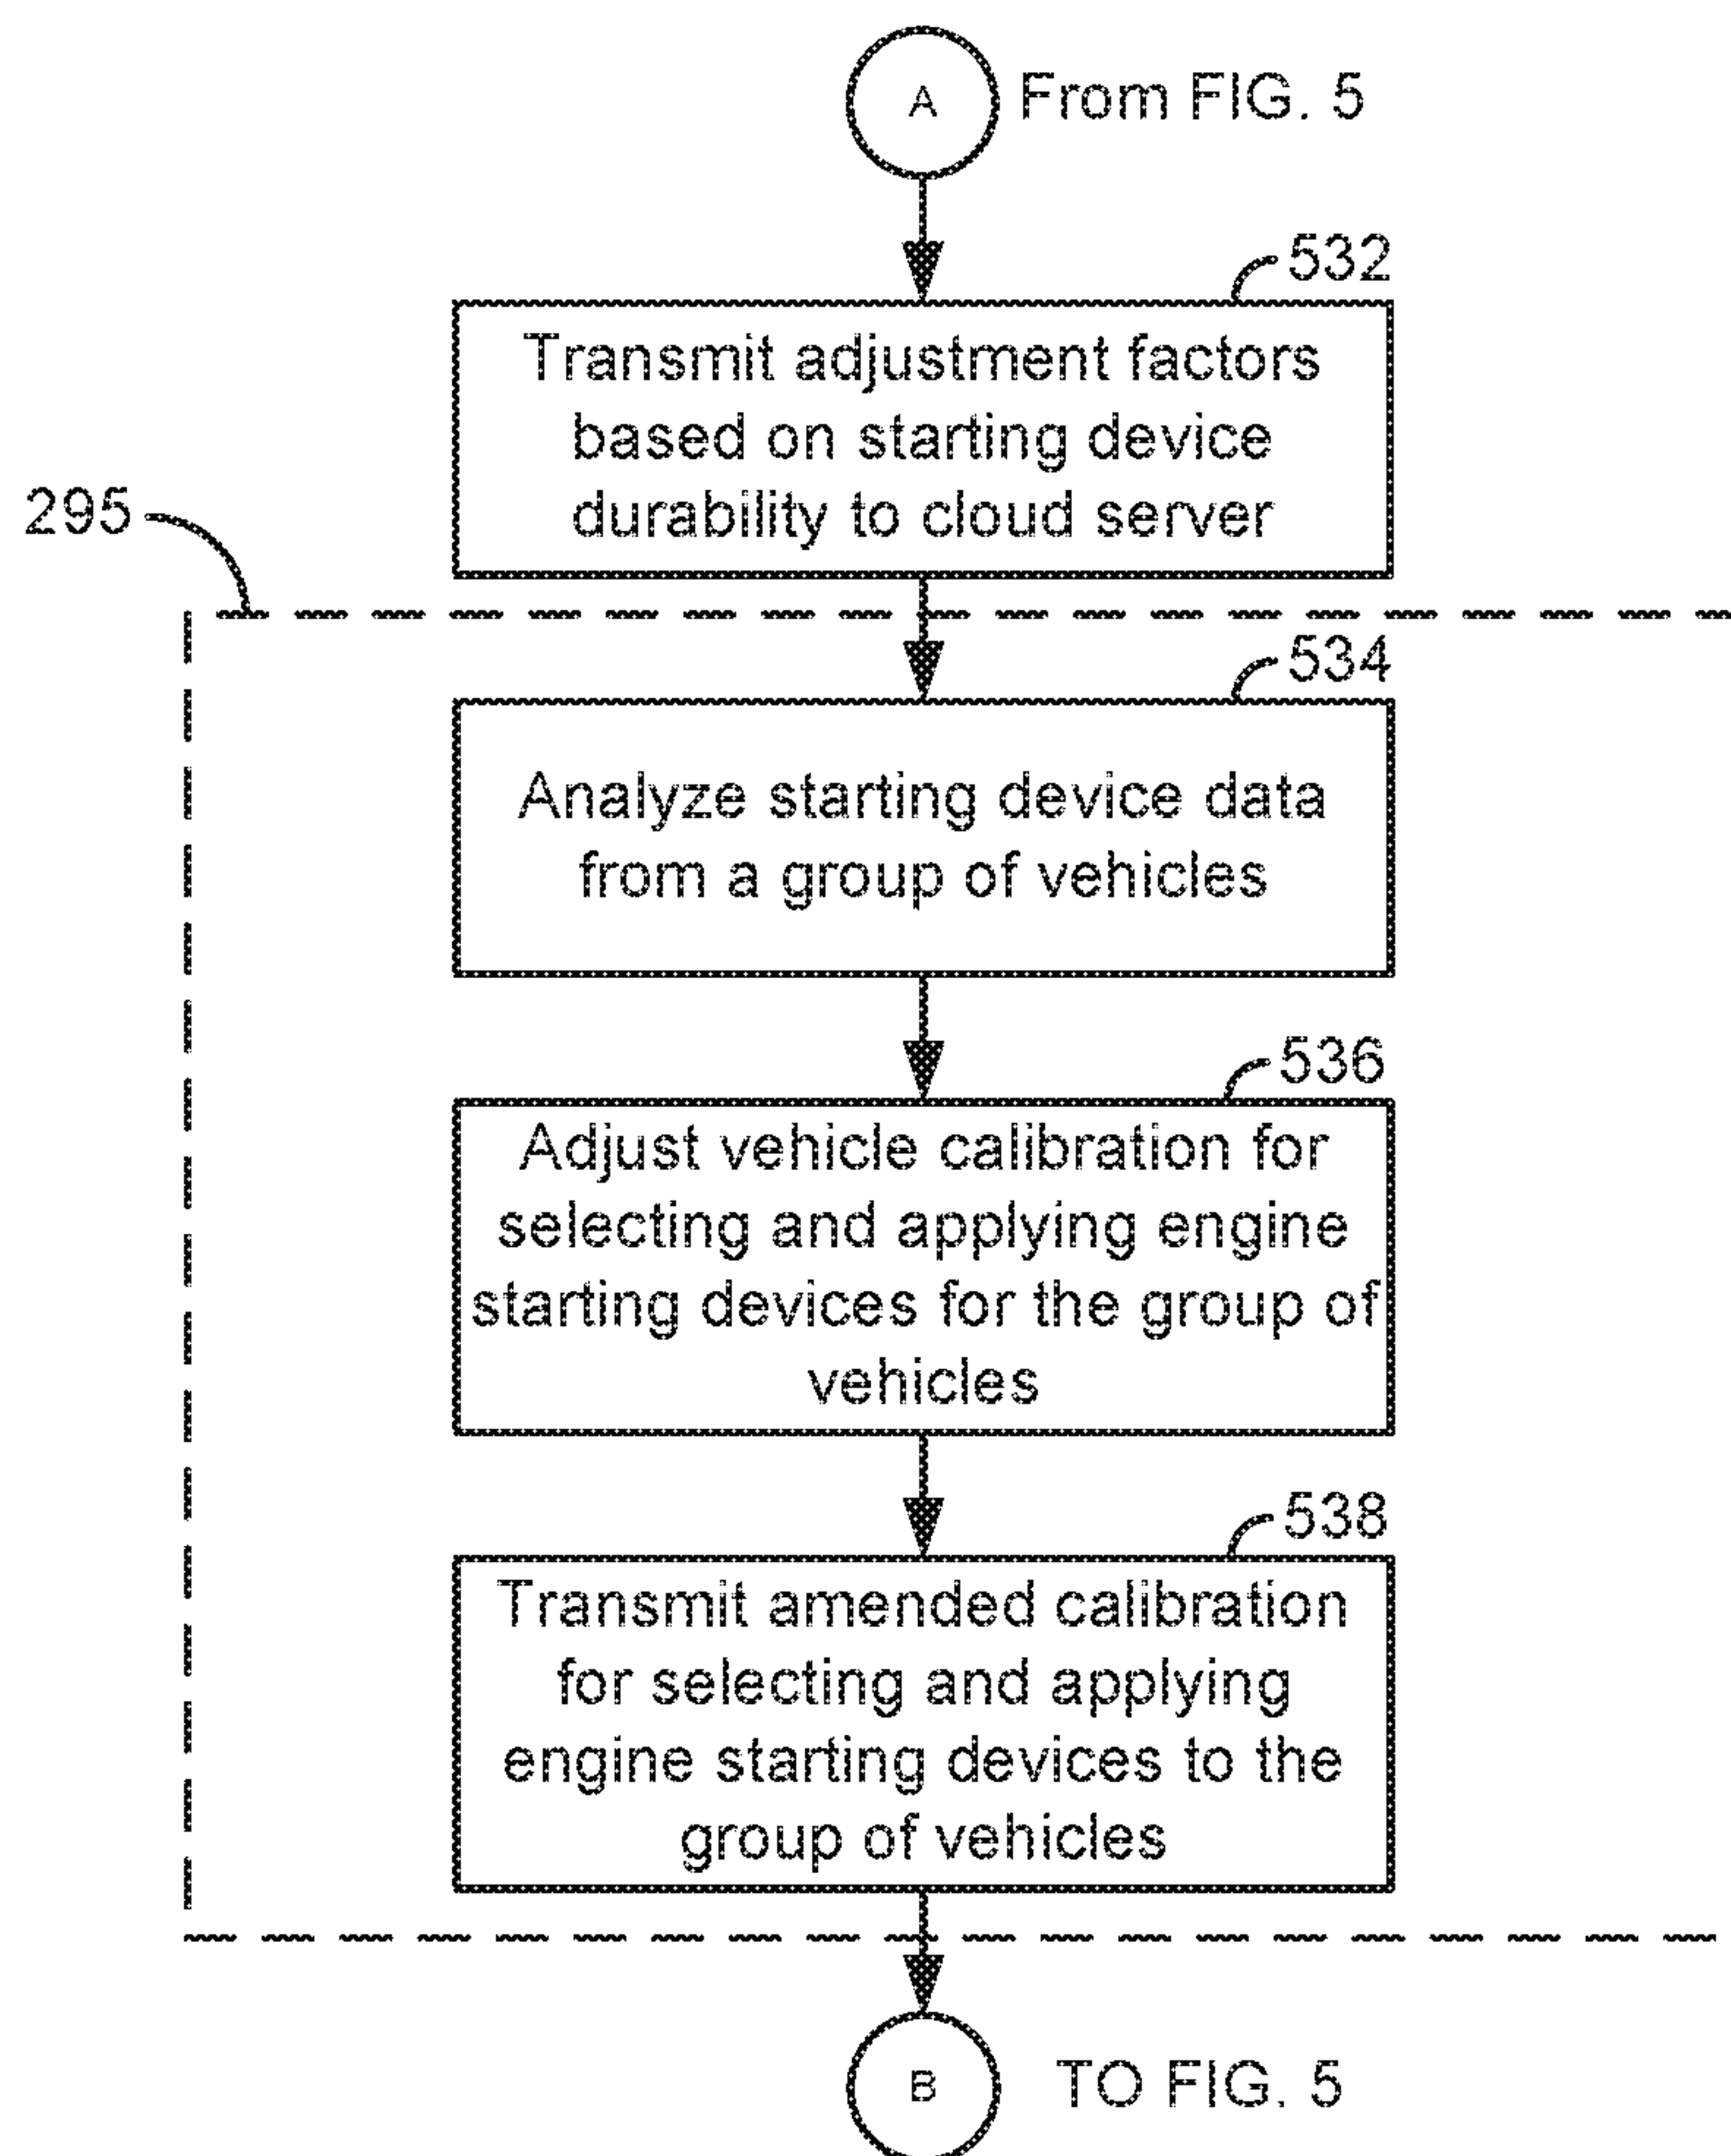 A From FIG. 5
532
Transmit adjustment factors
based on starting device
durability to cloud server
295
534
Analyze starting device data
from a group of vehicles
536
Adjust vehicle calibration for
selecting and applying engine
starting devices for the group of
vehicles
538
Transmit amended calibration
for selecting and applying
engine starting devices to the
group of vehicles
B TO FIG. 5